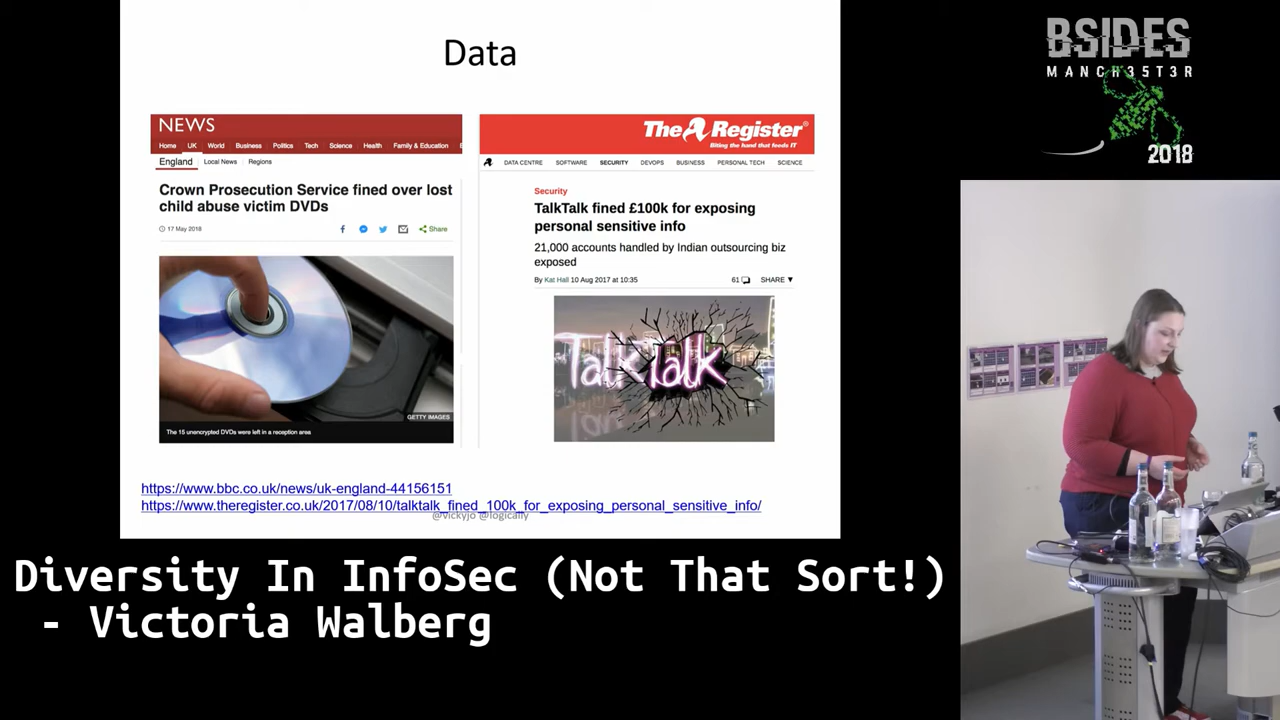 Data
NEWS
Home UK World Business Politics Tech Science Health Family & Education
England Local News Regions
Crown Prosecution Service fined over lost
child abuse victim DVDs
17 May 2018
Share
GETTY IMAGES
The 15 unencrypted DVDs were left in a reception area
The Register®
Biting the hand that feeds IT
DATA CENTRE SOFTWARE SECURITY DEVOPS BUSINESS PERSONAL TECH SCIENCE
Security
TalkTalk fined £100k for exposing
personal sensitive info
21,000 accounts handled by Indian outsourcing biz
exposed
By Kat Hall 10 Aug 2017 at 10:35
61 SHARE ▼
TalkTalk
https://www.bbc.co.uk/news/uk-england-44156151
https://www.theregister.co.uk/2017/08/10/talktalk_fined_100k_for_exposing_personal_sensitive_info/
@vickyjo @logically
BSIDES
MANCH35T3R
2018
Diversity In InfoSec (Not That Sort!)
- Victoria Walberg